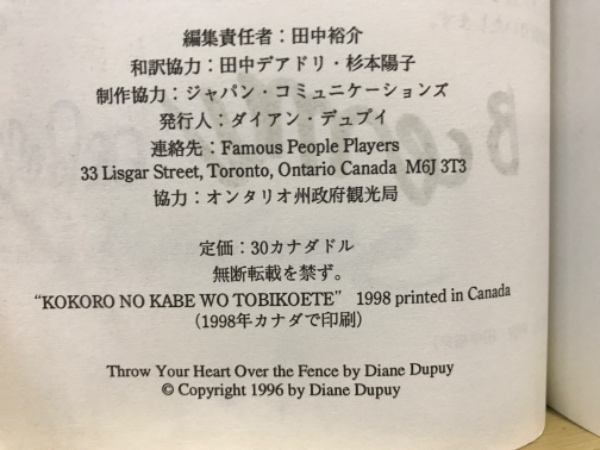 編集責任者：田中裕介
和訳協力：田中デアドリ・杉本陽子
制作協力：ジャパン・コミュニケーションズ
発行人：ダイアン・デュプイ
連絡先：Famous People Players
33 Lisgar Street, Toronto, Ontario Canada M6J 3T3
協力：オンタリオ州政府観光局
定価：30カナダドル
無断転載を禁ず。
“KOKORO NO KABE WO TOBIKOETE” 1998 printed in Canada
（1998年カナダで印刷）
Throw Your Heart Over the Fence by Diane Dupuy
© Copyright 1996 by Diane Dupuy